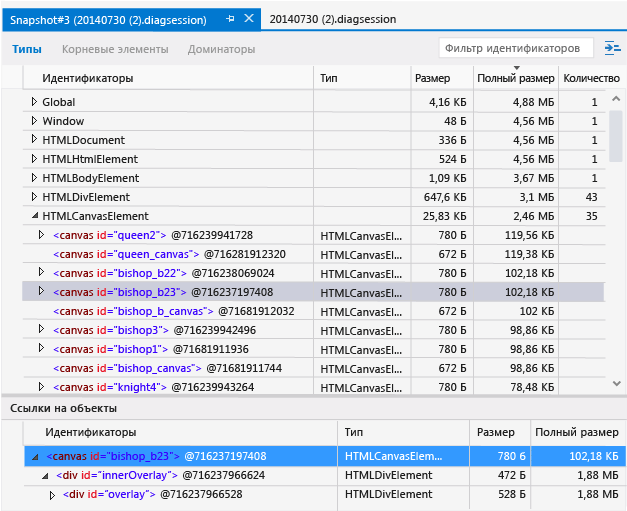 Snapshot#3 (20140730 (2).diagsession 20140730 (2).diagsession
Типы Корневые элементы Доминаторы Фильтр идентификаторов
Идентификаторы Тип Размер Полный размер Количество
Global 4,16 КБ 4,88 МБ 1
Window 48 Б 4,56 МБ 1
HTMLDocument 336 Б 4,56 МБ 1
HTMLHtmlElement 524 Б 4,56 МБ 1
HTMLBodyElement 1,09 КБ 3,67 МБ 1
HTMLDivElement 647,6 КБ 3,1 МБ 43
HTMLCanvasElement 25,83 КБ 2,46 МБ 35
<canvas id="queen2"> @716239941728 HTMLCanvasEl... 780 Б 119,56 КБ
<canvas id="queen_canvas"> @716281912320 HTMLCanvasEl... 672 Б 119,38 КБ
<canvas id="bishop_b22"> @716238069024 HTMLCanvasEl... 780 Б 102,18 КБ
<canvas id="bishop_b23"> @716237197408 HTMLCanvasEl... 780 Б 102,18 КБ
<canvas id="bishop_b_canvas"> @71681912032 HTMLCanvasEl... 672 Б 102 КБ
<canvas id="bishop3"> @716239942496 HTMLCanvasEl... 780 Б 98,86 КБ
<canvas id="bishop1"> @71681911936 HTMLCanvasEl... 780 Б 98,86 КБ
<canvas id="bishop_canvas"> @71681911744 HTMLCanvasEl... 672 Б 98,86 КБ
<canvas id="knight4"> @716239943264 HTMLCanvasEl... 780 Б 78,48 КБ
Ссылки на объекты
Идентификаторы Тип Размер Полный размер
<canvas id="bishop_b23"> @716237197408 HTMLCanvasElem... 780 б 102,18 КБ
<div id="innerOverlay"> @716237966624 HTMLDivElement 472 Б 1,88 МБ
<div id="overlay"> @716237966528 HTMLDivElement 528 Б 1,88 МБ